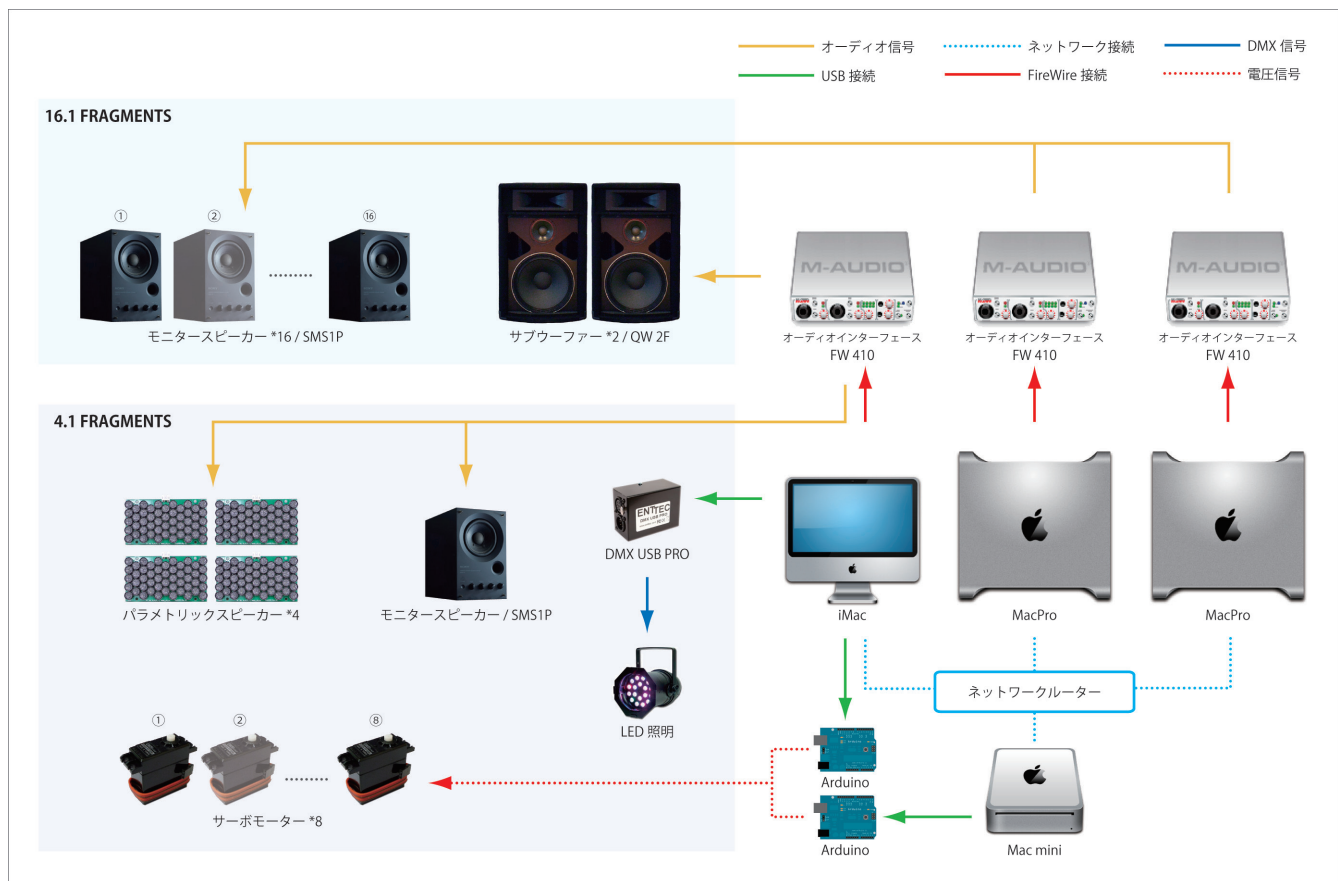 オーディオ信号
ネットワーク接続
DMX 信号
USB 接続
FireWire 接続
電圧信号
16.1 FRAGMENTS
①
②
⑯
.........
モニタースピーカー *16 / SMS1P
サブウーファー *2 / QW 2F
M-AUDIO
M-AUDIO
M-AUDIO
オーディオインターフェース
FW 410
オーディオインターフェース
FW 410
オーディオインターフェース
FW 410
4.1 FRAGMENTS
パラメトリックスピーカー *4
モニタースピーカー / SMS1P
ENTTEC
DMX USB PRO
DMX USB PRO
LED 照明
iMac
MacPro
MacPro
ネットワークルーター
①
②
⑧
.........
サーボモーター *8
Arduino
Arduino
Mac mini